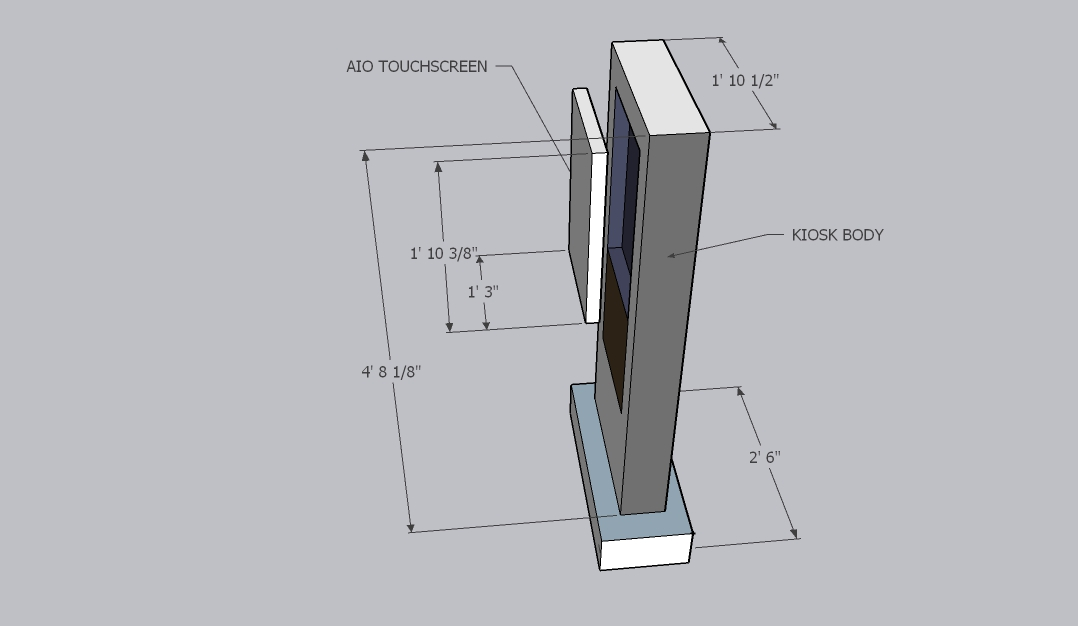 AIO TOUCHSCREEN
1' 10 1/2"
KIOSK BODY
1' 10 3/8"
1' 3"
4' 8 1/8"
2' 6"